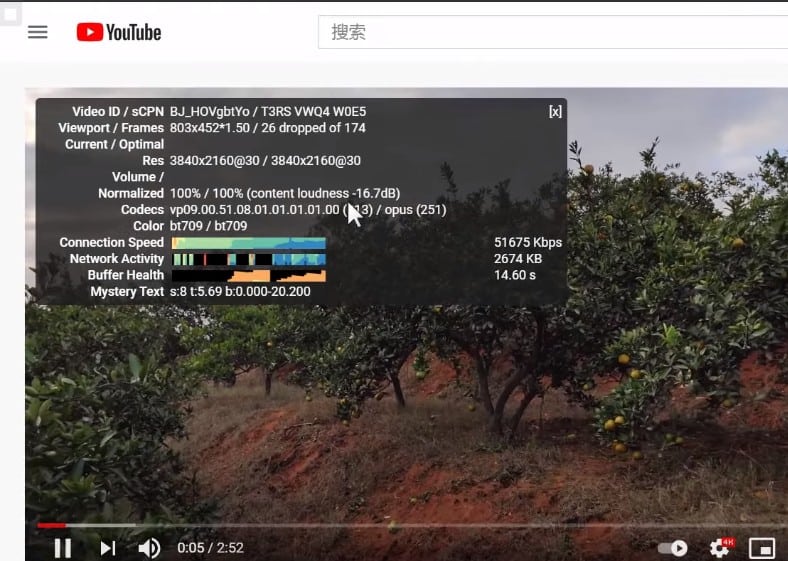 YouTube
搜索
Video ID / sCPN BJ_HOVgbtYo / T3RS VWQ4 W0E5 [x]
Viewport / Frames 803x452*1.50 / 26 dropped of 174
Current / Optimal
Res 3840x2160@30 / 3840x2160@30
Volume /
Normalized 100% / 100% (content loudness -16.7dB)
Codecs vp09.00.51.08.01.01.01.01.00 ( 13) / opus (251)
Color bt709 / bt709
Connection Speed 51675 Kbps
Network Activity 2674 KB
Buffer Health 14.60 s
Mystery Text s:8 t:5.69 b:0.000-20.200
0:05 / 2:52 4K